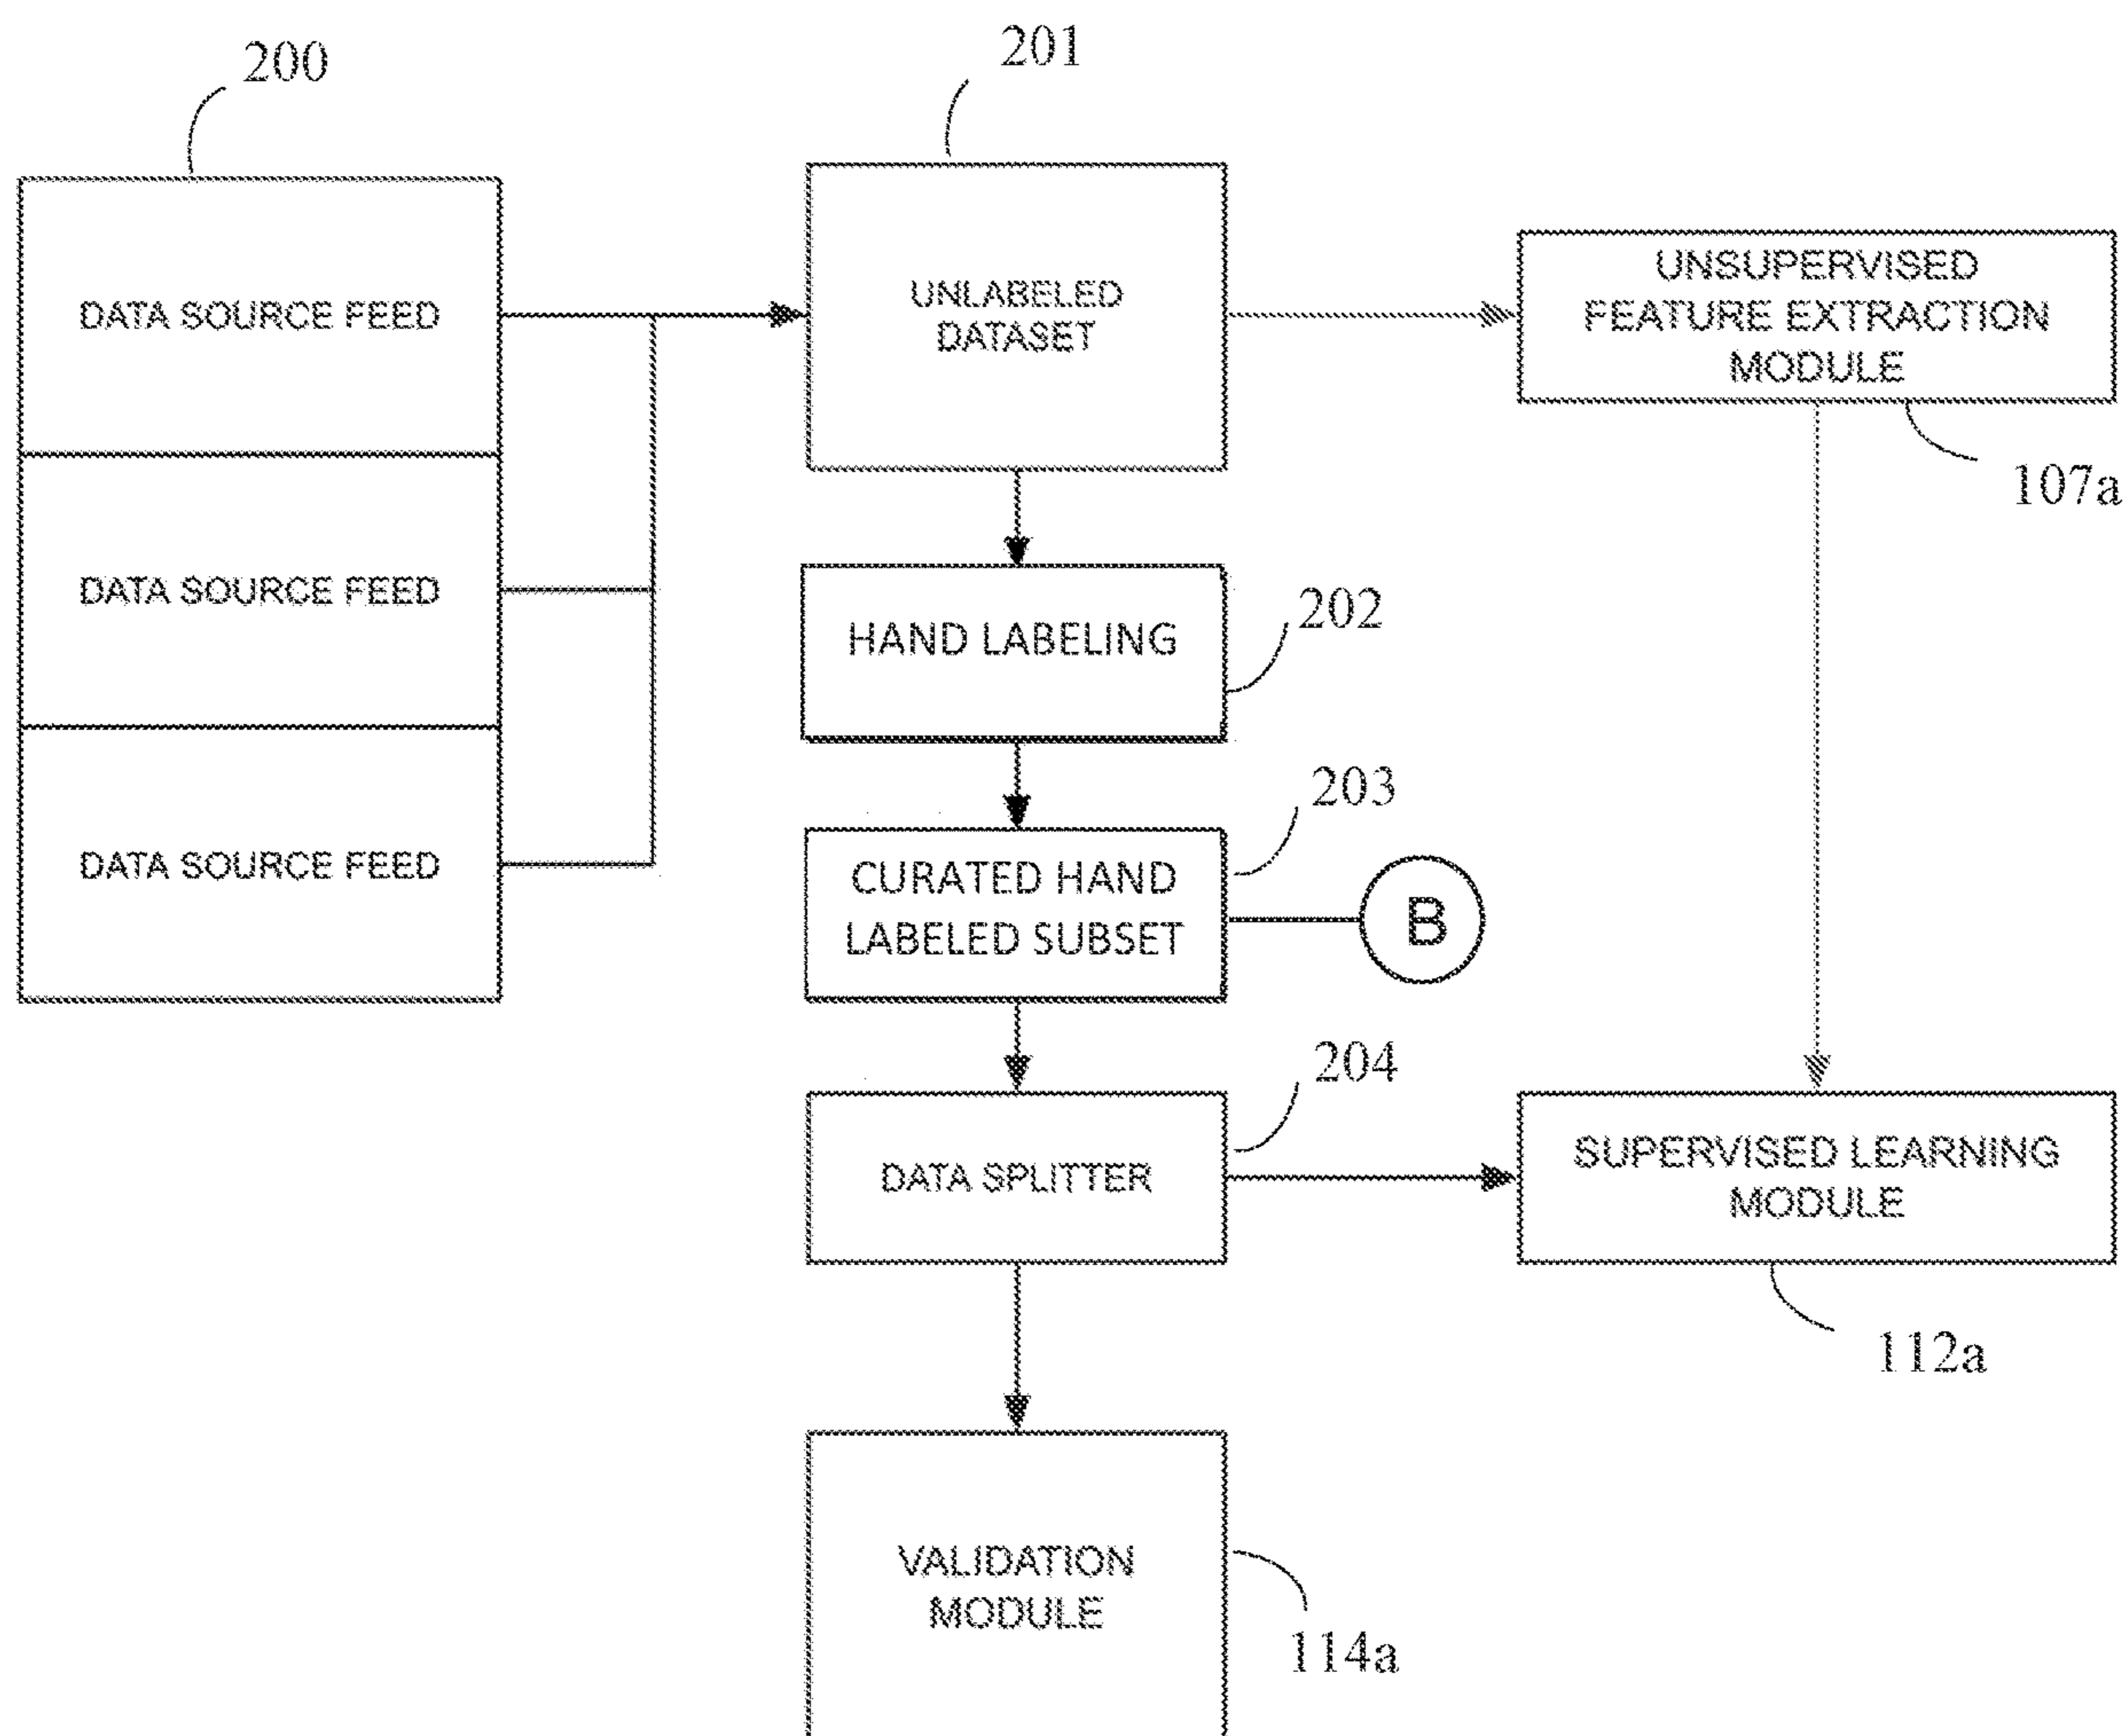 200
201
DATA SOURCE FEED
UNLABELED
DATASET
UNSUPERVISED
FEATURE EXTRACTION
MODULE
107a
DATA SOURCE FEED
HAND LABELING
202
DATA SOURCE FEED
203
CURATED HAND
LABELED SUBSET
B
204
DATA SPLITTER
SUPERVISED LEARNING
MODULE
112a
VALIDATION
MODULE
114a